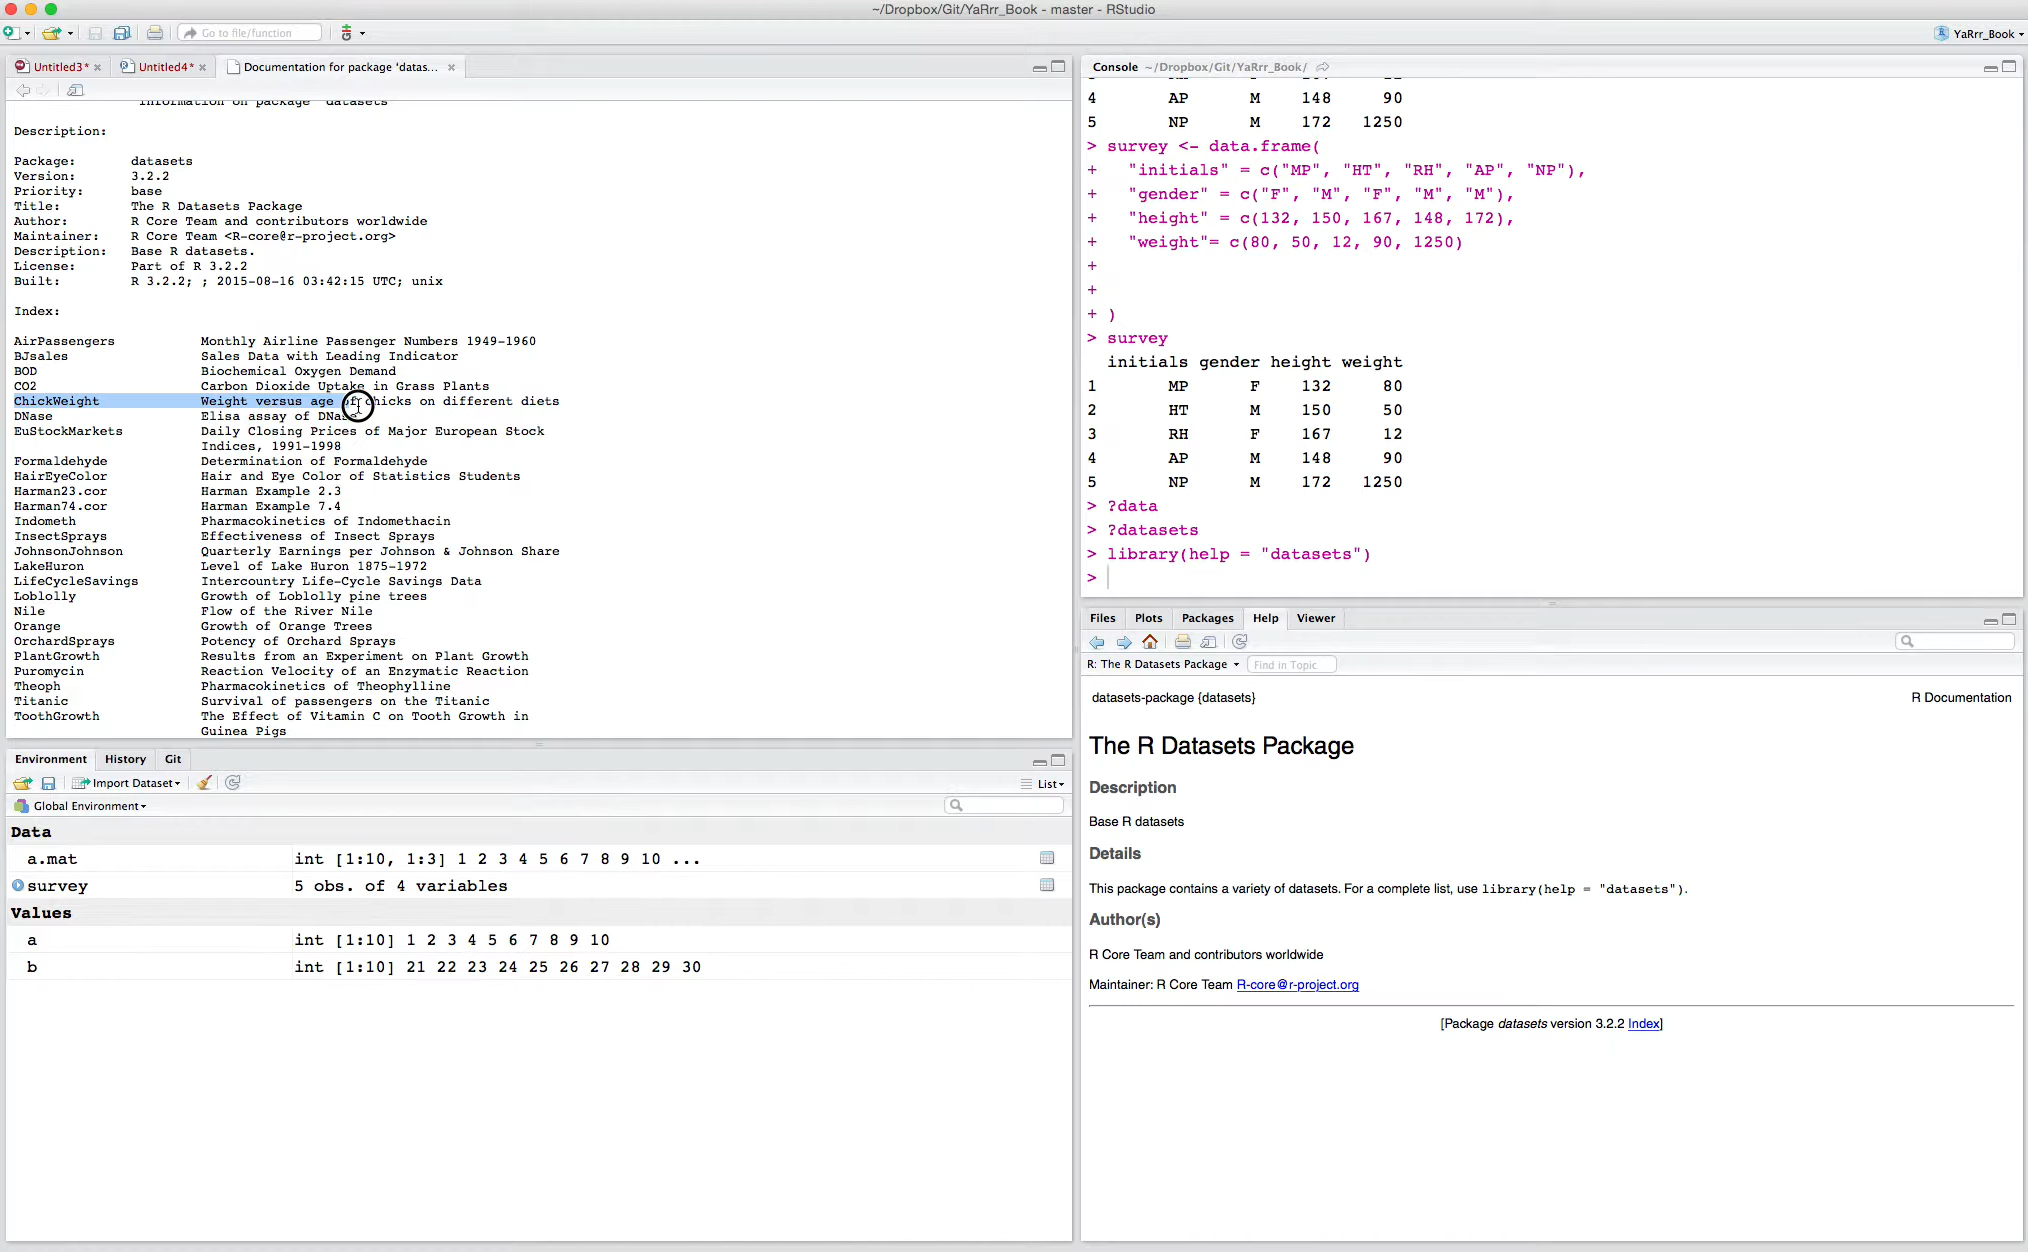 ~/Dropbox/Git/YaRrr_Book - master - RStudio
Go to file/function
YaRrr_Book
Untitled3*
Untitled4*
Documentation for package 'datas...
Information on package 'datasets'
Description:
Package: datasets
Version: 3.2.2
Priority: base
Title: The R Datasets Package
Author: R Core Team and contributors worldwide
Maintainer: R Core Team <R-core@r-project.org>
Description: Base R datasets.
License: Part of R 3.2.2
Built: R 3.2.2; ; 2015-08-16 03:42:15 UTC; unix
Index:
AirPassengers Monthly Airline Passenger Numbers 1949-1960
BJsales Sales Data with Leading Indicator
BOD Biochemical Oxygen Demand
CO2 Carbon Dioxide Uptake in Grass Plants
ChickWeight Weight versus age of chicks on different diets
DNase Elisa assay of DNase
EuStockMarkets Daily Closing Prices of Major European Stock
Indices, 1991-1998
Formaldehyde Determination of Formaldehyde
HairEyeColor Hair and Eye Color of Statistics Students
Harman23.cor Harman Example 2.3
Harman74.cor Harman Example 7.4
Indometh Pharmacokinetics of Indomethacin
InsectSprays Effectiveness of Insect Sprays
JohnsonJohnson Quarterly Earnings per Johnson & Johnson Share
LakeHuron Level of Lake Huron 1875-1972
LifeCycleSavings Intercountry Life-Cycle Savings Data
Loblolly Growth of Loblolly pine trees
Nile Flow of the River Nile
Orange Growth of Orange Trees
OrchardSprays Potency of Orchard Sprays
PlantGrowth Results from an Experiment on Plant Growth
Puromycin Reaction Velocity of an Enzymatic Reaction
Theoph Pharmacokinetics of Theophylline
Titanic Survival of passengers on the Titanic
ToothGrowth The Effect of Vitamin C on Tooth Growth in
Guinea Pigs
Environment History Git
Import Dataset
List
Global Environment
Data
a.mat int [1:10, 1:3] 1 2 3 4 5 6 7 8 9 10 ...
survey 5 obs. of 4 variables
Values
a int [1:10] 1 2 3 4 5 6 7 8 9 10
b int [1:10] 21 22 23 24 25 26 27 28 29 30
Console ~/Dropbox/Git/YaRrr_Book/
4 AP M 148 90
5 NP M 172 1250
> survey <- data.frame(
+ "initials" = c("MP", "HT", "RH", "AP", "NP"),
+ "gender" = c("F", "M", "F", "M", "M"),
+ "height" = c(132, 150, 167, 148, 172),
+ "weight"= c(80, 50, 12, 90, 1250)
+
+
+ )
> survey
initials gender height weight
1 MP F 132 80
2 HT M 150 50
3 RH F 167 12
4 AP M 148 90
5 NP M 172 1250
> ?data
> ?datasets
> library(help = "datasets")
>
Files Plots Packages Help Viewer
R: The R Datasets Package
Find in Topic
datasets-package {datasets}
R Documentation
The R Datasets Package
Description
Base R datasets
Details
This package contains a variety of datasets. For a complete list, use library(help = "datasets").
Author(s)
R Core Team and contributors worldwide
Maintainer: R Core Team R-core@r-project.org
[Package datasets version 3.2.2 Index]